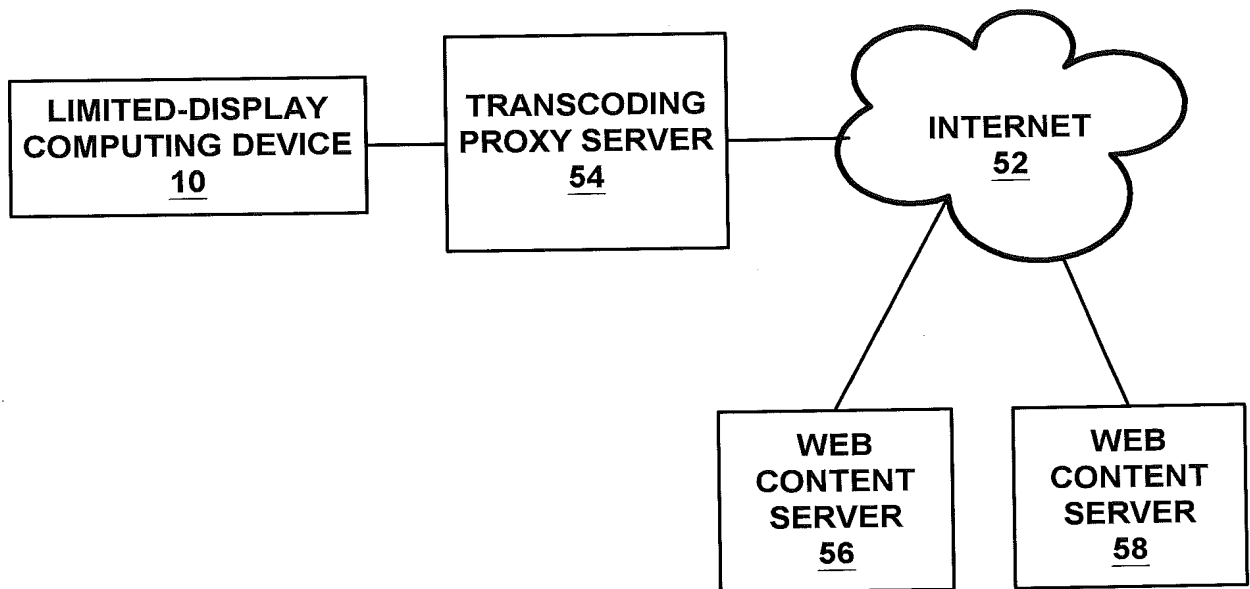 LIMITED-DISPLAY
COMPUTING DEVICE
10
TRANSCODING
PROXY SERVER
54
INTERNET
52
WEB
CONTENT
SERVER
56
WEB
CONTENT
SERVER
58